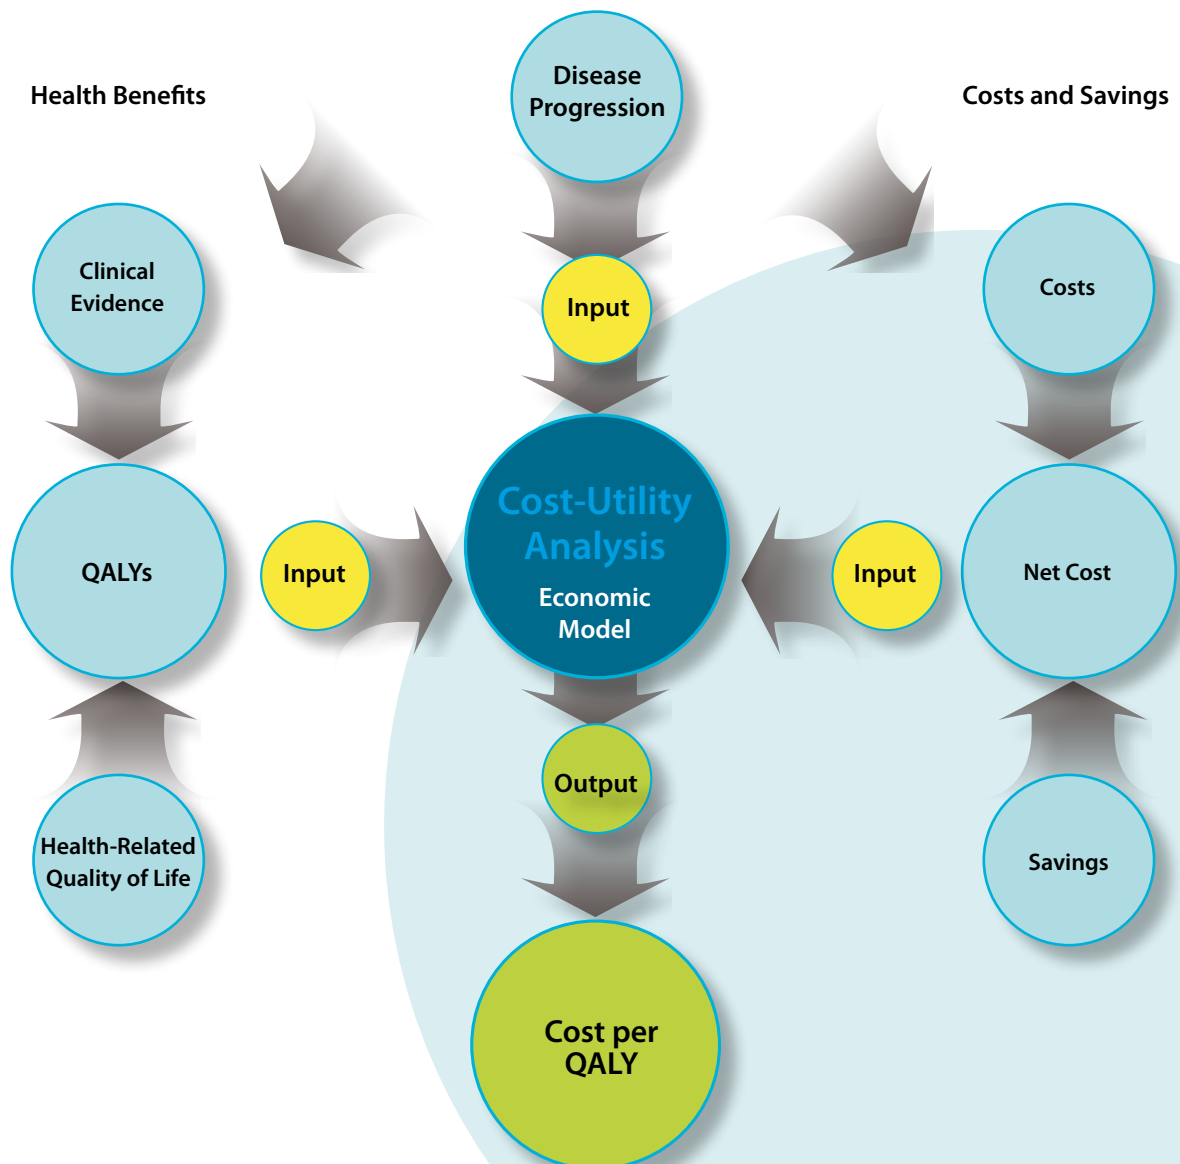 Health Benefits
Disease
Progression
Costs and Savings
Clinical
Evidence
Input
Costs
QALYs
Input
Cost-Utility
Analysis
Economic
Model
Input
Net Cost
Output
Health-Related
Quality of Life
Savings
Cost per
QALY